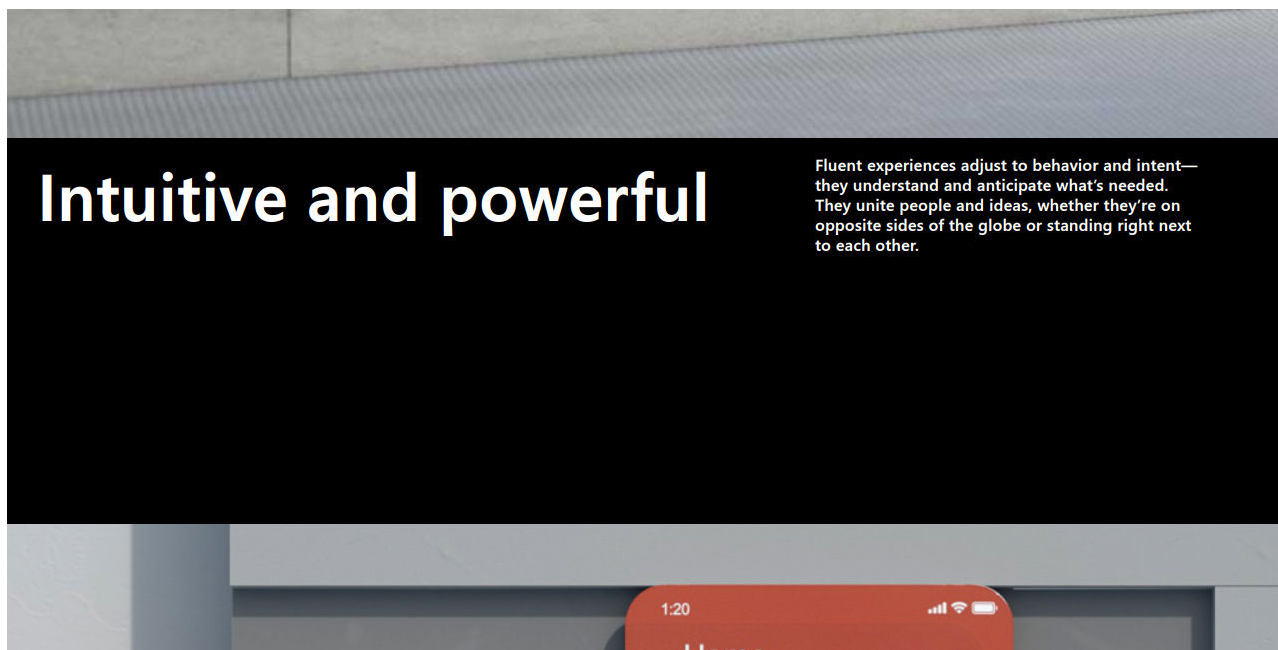 Intuitive and powerful
Fluent experiences adjust to behavior and intent—
they understand and anticipate what’s needed.
They unite people and ideas, whether they’re on
opposite sides of the globe or standing right next
to each other.
1:20